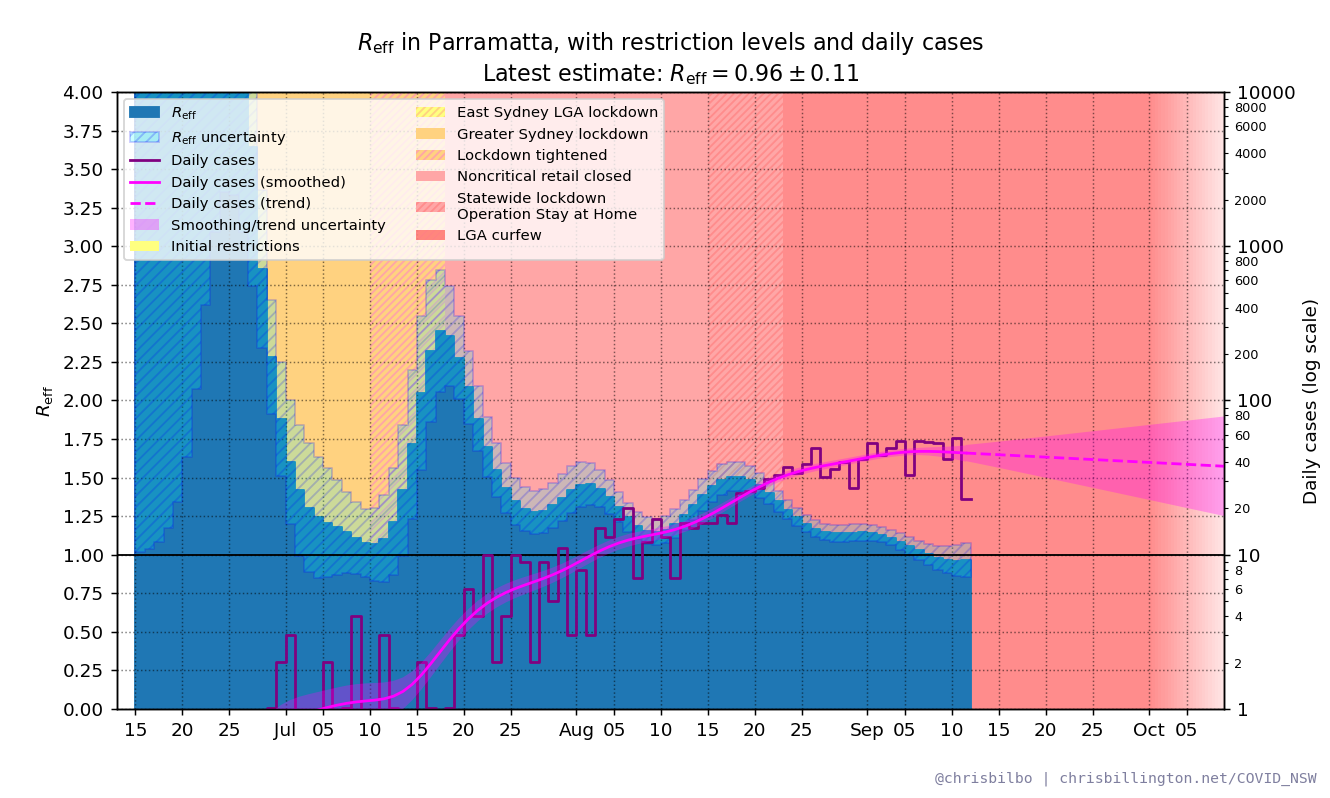 Reff in Parramatta, with restriction levels and daily cases
Latest estimate: Reff = 0.96 ± 0.11
Reff
Reff uncertainty
Daily cases
Daily cases (smoothed)
Daily cases (trend)
Smoothing/trend uncertainty
Initial restrictions
East Sydney LGA lockdown
Greater Sydney lockdown
Lockdown tightened
Noncritical retail closed
Statewide lockdown
Operation Stay at Home
LGA curfew
Reff
4.00
3.75
3.50
3.25
3.00
2.75
2.50
2.25
2.00
1.75
1.50
1.25
1.00
0.75
0.50
0.25
0.00
15 20 25 Jul 05 10 15 20 25 Aug 05 10 15 20 25 Sep 05 10 15 20 25 Oct 05
10000
8000
6000
4000
2000
1000
800
600
400
200
100
80
60
40
20
10
8
6
4
2
1
Daily cases (log scale)
@chrisbilbo | chrisbillington.net/COVID_NSW